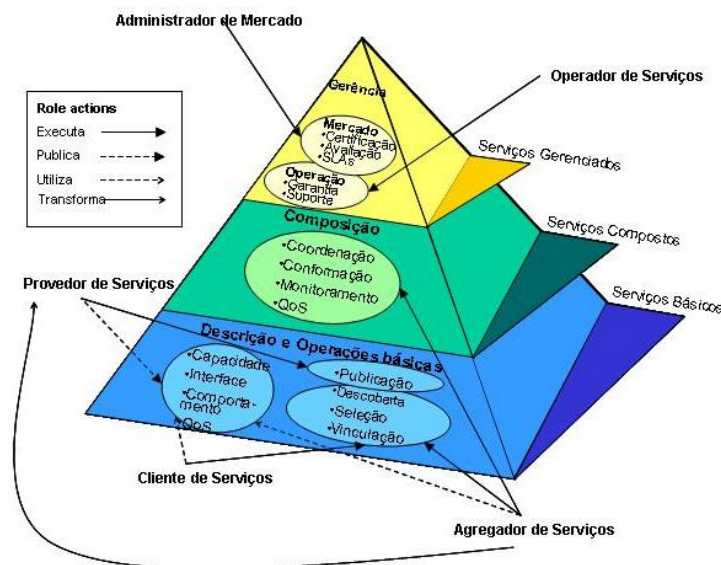 Administrador de Mercado
Operador de Serviços
Role actions
Executa
Publica
Utiliza
Transforma
Gerência
Mercado
•Certificação
•Avaliação
•SLAs
Operação
•Garantia
•Suporte
Serviços Gerenciados
Composição
•Coordenação
•Conformação
•Monitoramento
•QoS
Serviços Compostos
Provedor de Serviços
Serviços Básicos
Descrição e Operações básicas
•Capacidade
•Interface
•Comporta-
mento
QoS
•Publicação
•Descoberta
•Seleção
•Vinculação
Cliente de Serviços
Agregador de Serviços